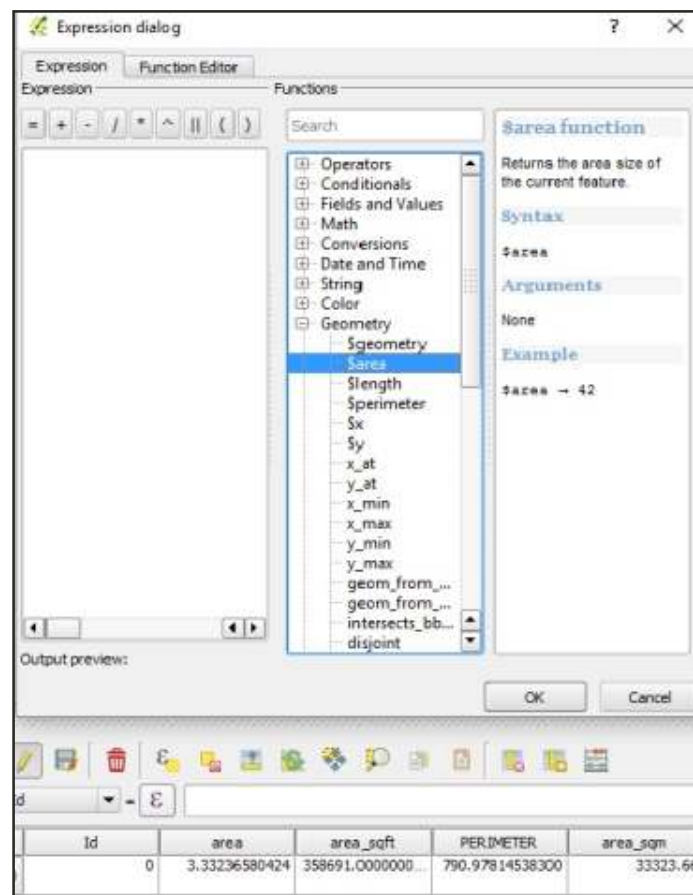 Expression dialog ? ×
Expression Function Editor
Expression Functions
= + - / * ^ || ( )
Search
Operators
Conditionals
Fields and Values
Math
Conversions
Date and Time
String
Color
Geometry
$geometry
$area
$length
$perimeter
$x
$y
x_at
y_at
x_min
x_max
y_min
y_max
geom_from_...
geom_from_...
intersects_bb...
disjoint
$area function
Returns the area size of
the current feature.
Syntax
$area
Arguments
None
Example
$area → 42
Output preview:
OK Cancel
= ε
Id area area_sqft PERIMETER area_sqm
0 3.33236580424 358691.0000000... 790.97814538300 33323.6